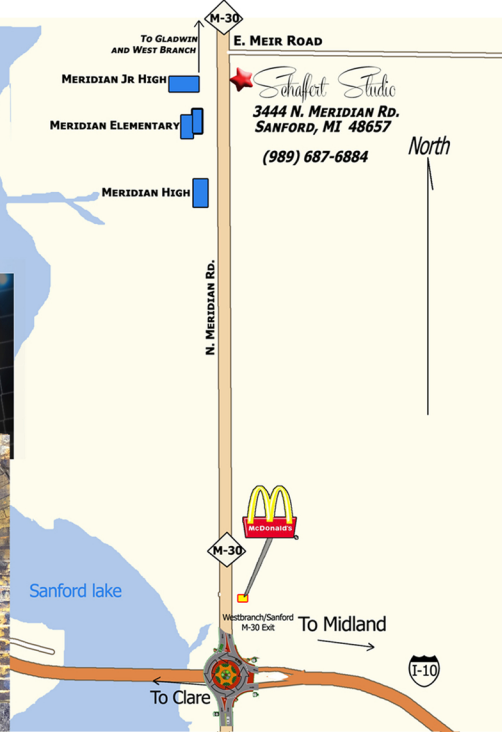 M-30
To Gladwin
and West Branch
E. Meir Road
Meridian Jr High
Schaffert Studio
3444 N. Meridian Rd.
Sanford, MI 48657
Meridian Elementary
(989) 687-6884
North
Meridian High
N. Meridian Rd.
McDonald's
M-30
Sanford lake
Westbranch/Sanford
M-30 Exit
To Midland
I-10
To Clare